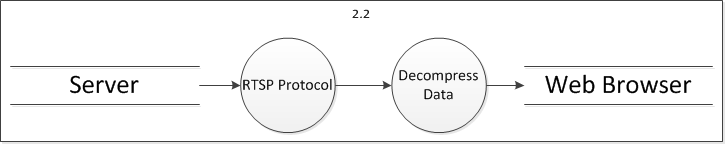 2.2
Server
RTSP Protocol
Decompress
Data
Web Browser